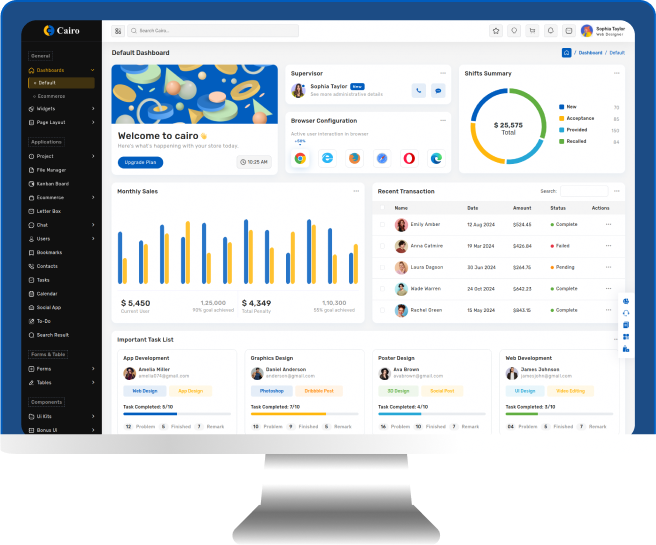 Cairo
Search Cairo..
Sophia Taylor
Web Designer
General
Dashboards
Default
Ecommerce
Widgets
Page Layout
Applications
Project
File Manager
Kanban Board
Ecommerce
Letter Box
Chat
Users
Bookmarks
Contacts
Tasks
Calendar
Social App
To-Do
Search Result
Forms & Table
Forms
Tables
Components
Ui Kits
Bonus UI
Default Dashboard
/ Dashboard / Default
Welcome to cairo
Here's what's happening with your store today
Upgrade Plan
10:25 AM
Supervisor
Sophia Taylor New
See more administrative details
Browser Configuration
Active user interaction in browser
Shifts Summary
$ 25,575
Total
New
Acceptance
Provided
Recalled
Monthly Sales
$ 5,450
Current User
1,25,000
90% goal achieved
$ 4,349
Total Penalty
1,10,300
55% goal achieved
Recent Transaction
Search:
Name Date Amount Status Actions
Emily Amber 12 Aug 2024 $524.45 Complete
Anna Catmire 19 Mar 2024 $426.84 Failed
Laura Dagson 30 Jun 2024 $264.75 Pending
Wade Warren 24 Oct 2024 $642.23 Complete
Rachel Green 15 May 2024 $843.15 Complete
Important Task List
App Development
Amelia Miller
amelia074@gmail.com
Web Design App Design
Task Completed: 5/10
12 Problem 5 Finished 7 Remark
Graphics Design
Daniel Anderson
anderson@gmail.com
Photoshop Dribbble Post
Task Completed: 7/10
10 Problem 9 Finished 5 Remark
Poster Design
Ava Brown
avabrown@gmail.com
3D Design Social Post
Task Completed: 4/10
16 Problem 10 Finished 7 Remark
Web Development
James Johnson
jamesjohn@gmail.com
UI Design Video Editing
Task Completed: 3/10
04 Problem 5 Finished 7 Remark